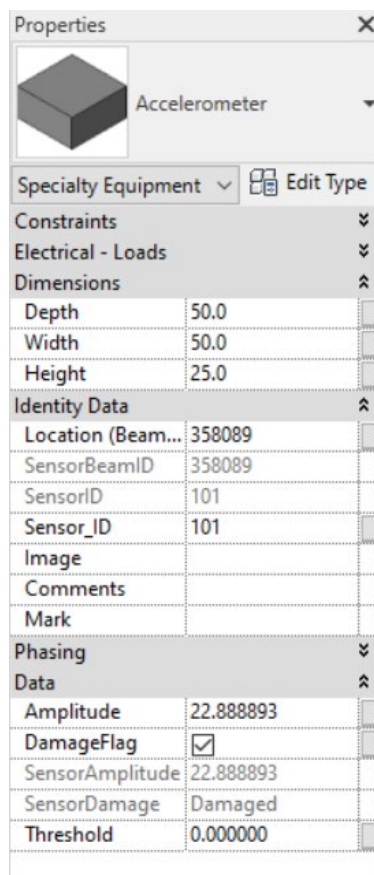 Properties
Accelerometer
Specialty Equipment Edit Type
Constraints
Electrical - Loads
Dimensions
Depth 50.0
Width 50.0
Height 25.0
Identity Data
Location (Beam... 358089
SensorBeamID 358089
SensorID 101
Sensor_ID 101
Image
Comments
Mark
Phasing
Data
Amplitude 22.888893
DamageFlag
SensorAmplitude 22.888893
SensorDamage Damaged
Threshold 0.000000